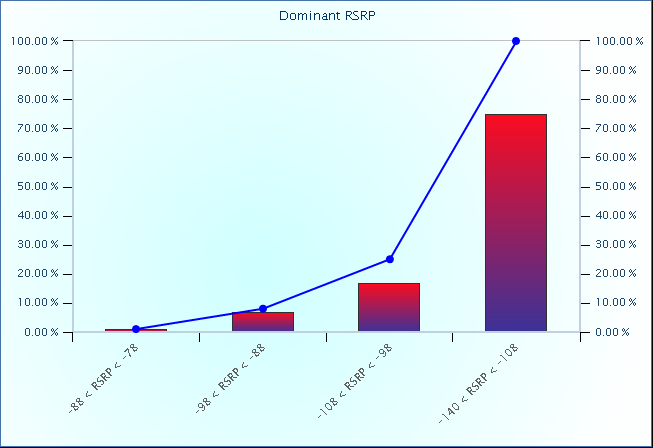 Dominant RSRP
100.00 % 100.00 %
90.00 % 90.00 %
80.00 % 80.00 %
70.00 % 70.00 %
60.00 % 60.00 %
50.00 % 50.00 %
40.00 % 40.00 %
30.00 % 30.00 %
20.00 % 20.00 %
10.00 % 10.00 %
0.00 % 0.00 %
-88 < RSRP < -78
-98 < RSRP < -88
-108 < RSRP < -98
-140 < RSRP < -108